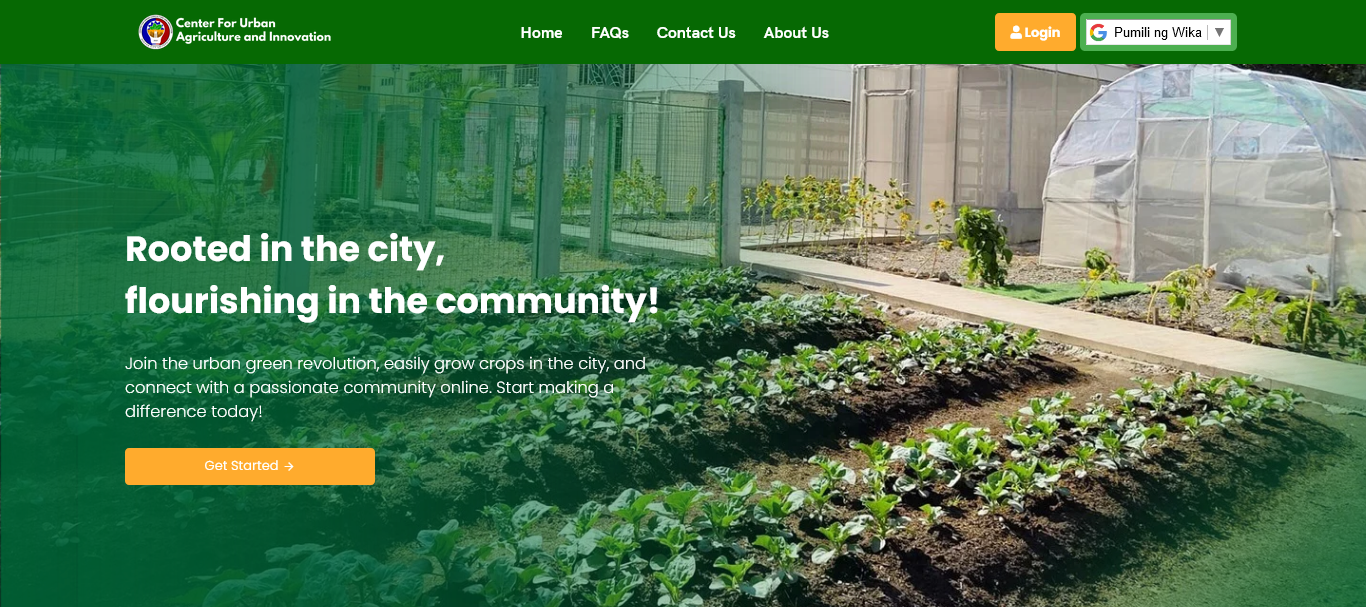 Center For Urban
Agriculture and Innovation
Home
FAQs
Contact Us
About Us
Login
Pumili ng Wika
▼
Rooted in the city,
flourishing in the community!
Join the urban green revolution, easily grow crops in the city, and
connect with a passionate community online. Start making a
difference today!
Get Started →